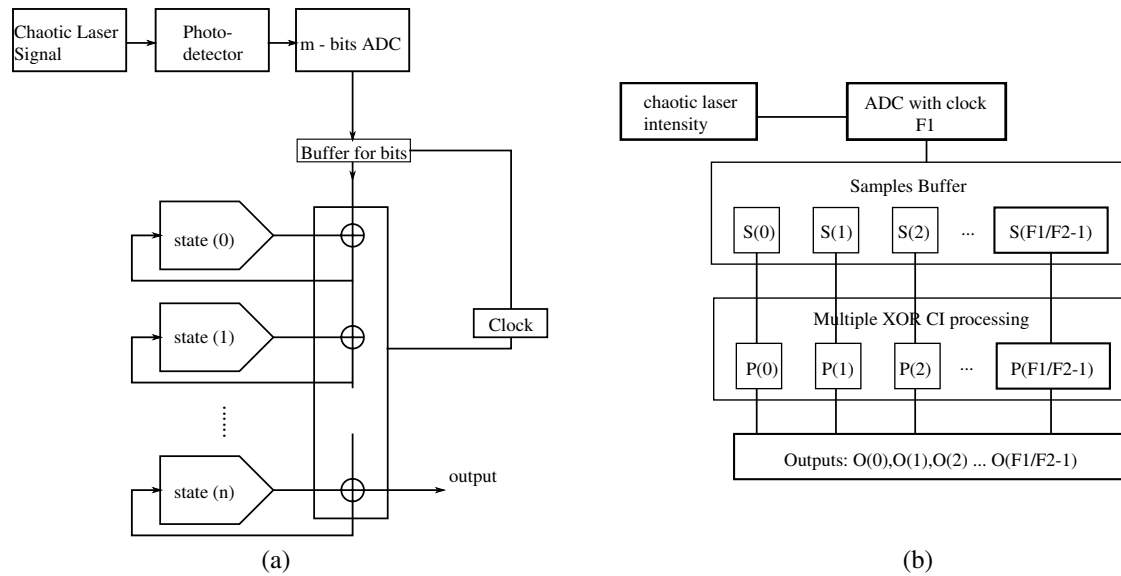 Chaotic Laser
Signal
Photo-
detector
m - bits ADC
Buffer for bits
state (0)
state (1)
Clock
state (n)
output
(a)
chaotic laser
intensity
ADC with clock
F1
Samples Buffer
S(0) S(1) S(2) ... S(F1/F2-1)
Multiple XOR CI processing
P(0) P(1) P(2) ... P(F1/F2-1)
Outputs: O(0),O(1),O(2) ... O(F1/F2-1)
(b)